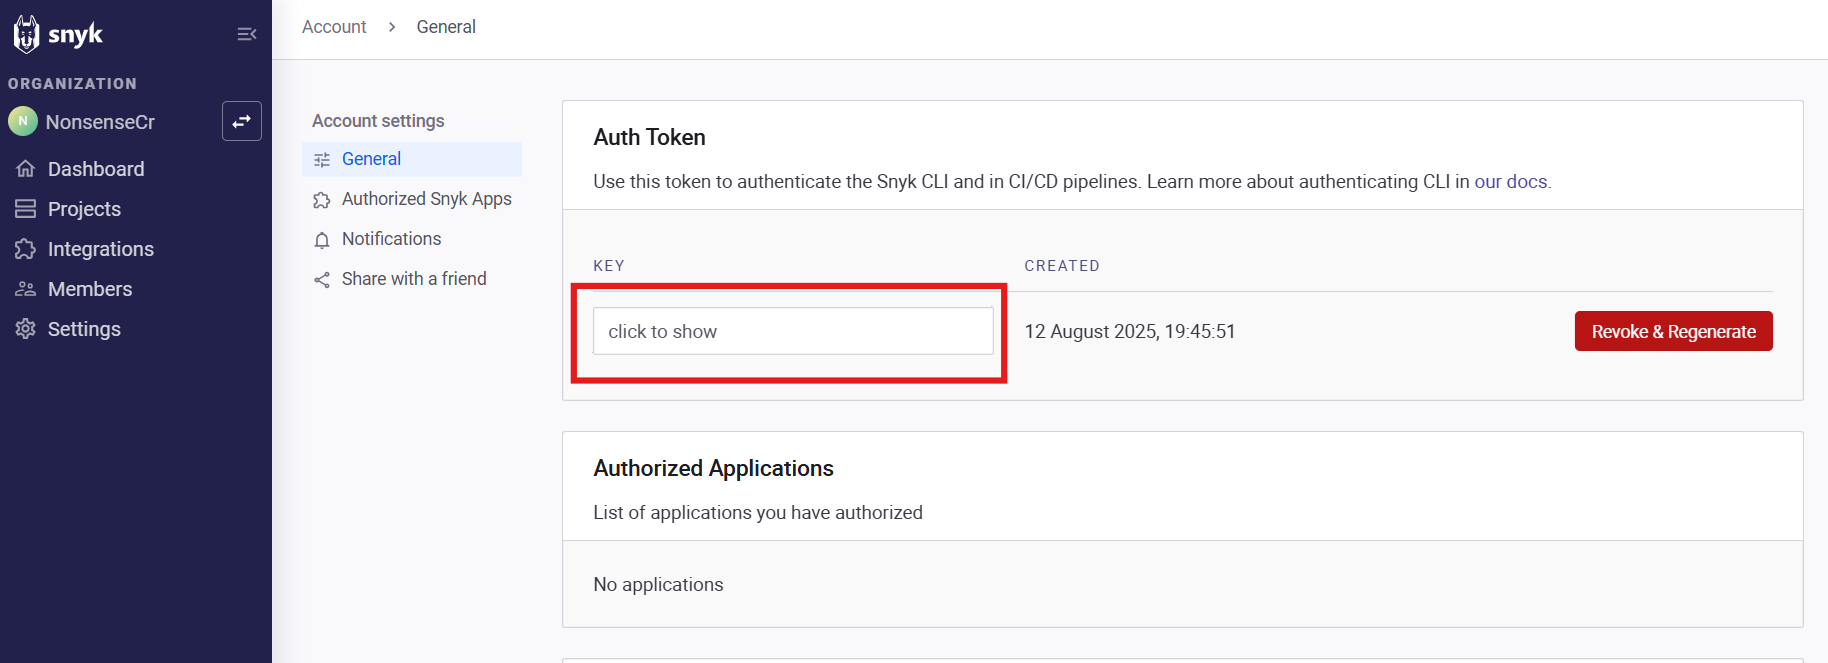 snyk
ORGANIZATION
N
NonsenseCr
Dashboard
Projects
Integrations
Members
Settings
Account > General
Account settings
General
Authorized Snyk Apps
Notifications
Share with a friend
Auth Token
Use this token to authenticate the Snyk CLI and in CI/CD pipelines. Learn more about authenticating CLI in our docs.
KEY
CREATED
click to show
12 August 2025, 19:45:51
Revoke & Regenerate
Authorized Applications
List of applications you have authorized
No applications